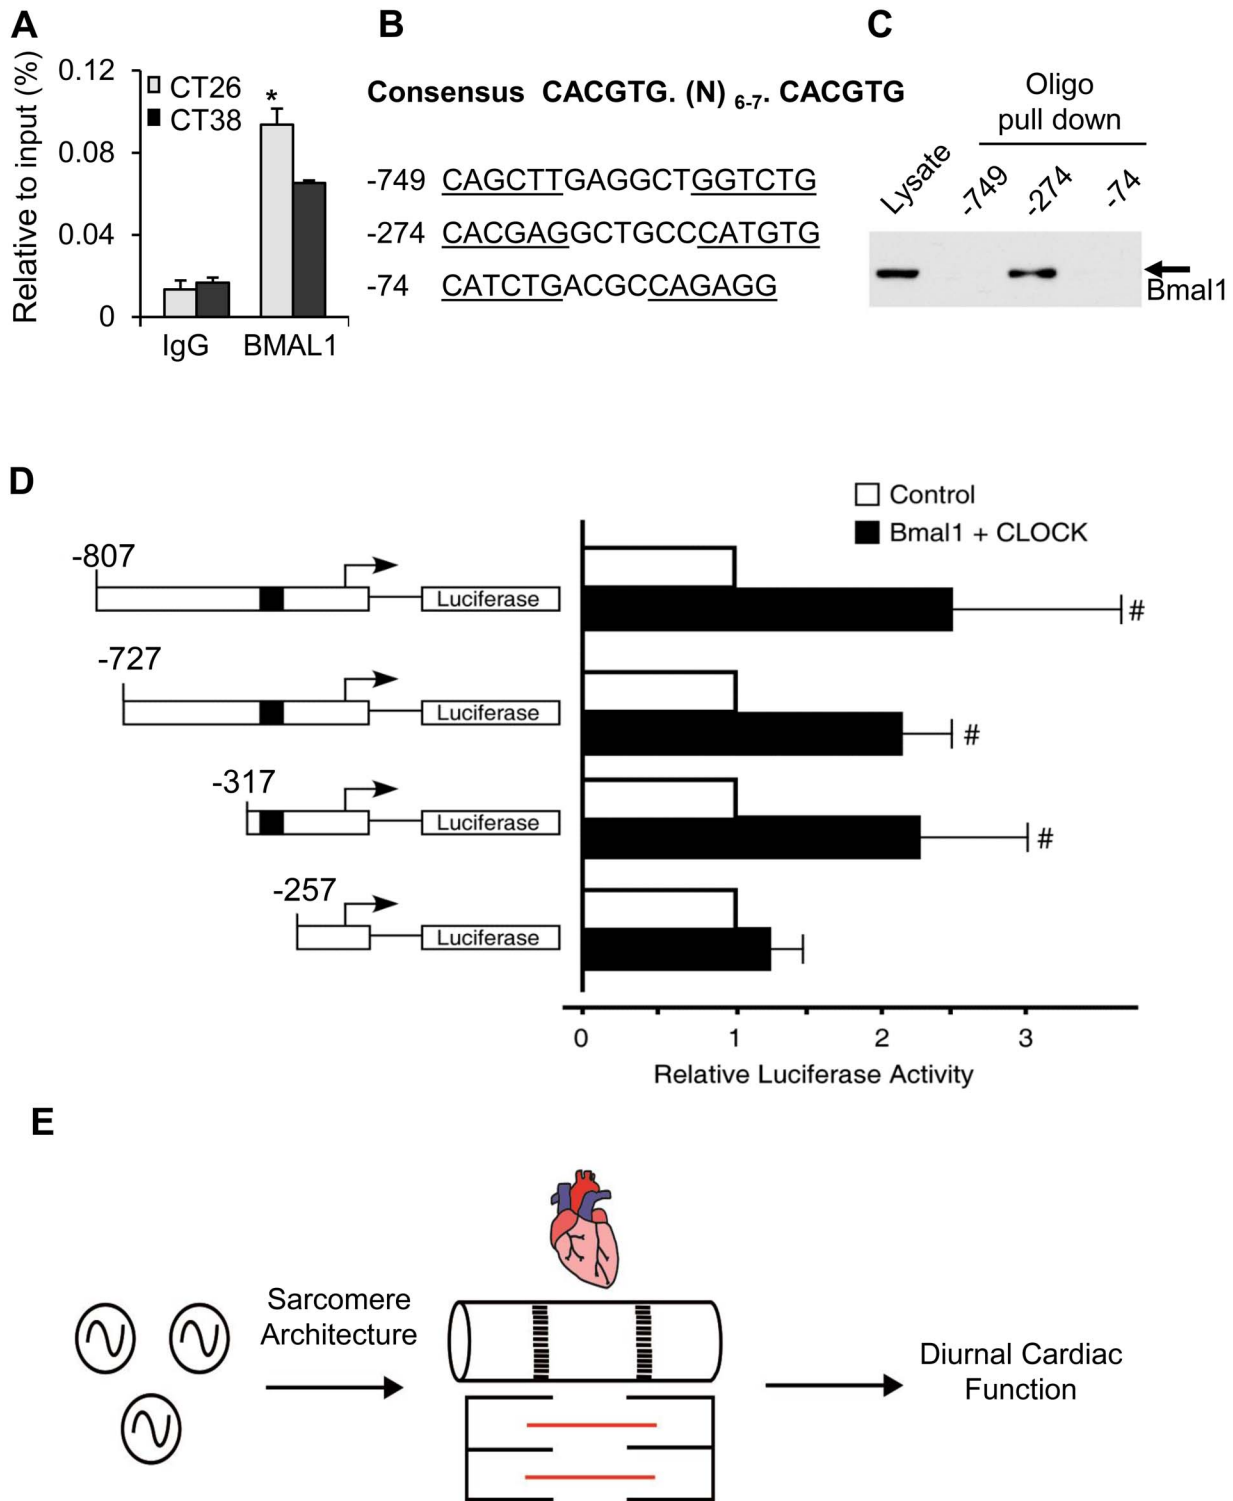 A
Relative to input (%)
0.12
0.08
0.04
0
CT26
CT38
*
IgG
BMAL1
B
Consensus CACGTG. (N) 6-7. CACGTG
-749 CAGCTTGAGGCTGGTCTG
-274 CACGAGGCTGCCCATGTG
-74 CATCTGACGCCAGAGG
C
Oligo
pull down
Lysate
-749
-274
-74
Bmal1
D
Control
Bmal1 + CLOCK
-807
Luciferase
#
-727
Luciferase
#
-317
Luciferase
#
-257
Luciferase
0 1 2 3
Relative Luciferase Activity
E
Sarcomere
Architecture
Diurnal Cardiac
Function